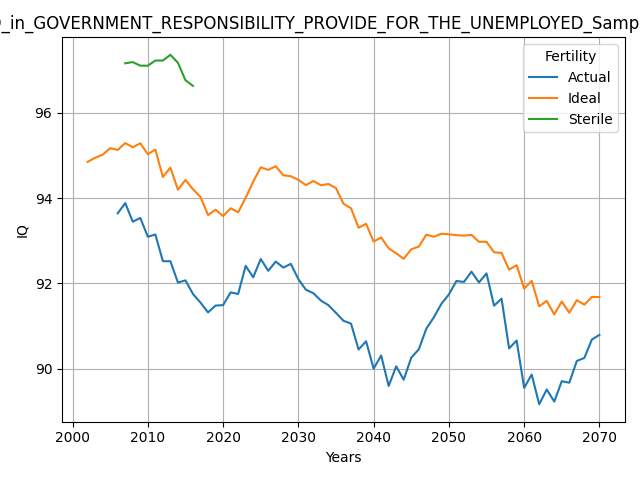 _in_GOVERNMENT_RESPONSIBILITY_PROVIDE_FOR_THE_UNEMPLOYED_Samp
Fertility
Actual
Ideal
Sterile
IQ
96
94
92
90
2000 2010 2020 2030 2040 2050 2060 2070
Years